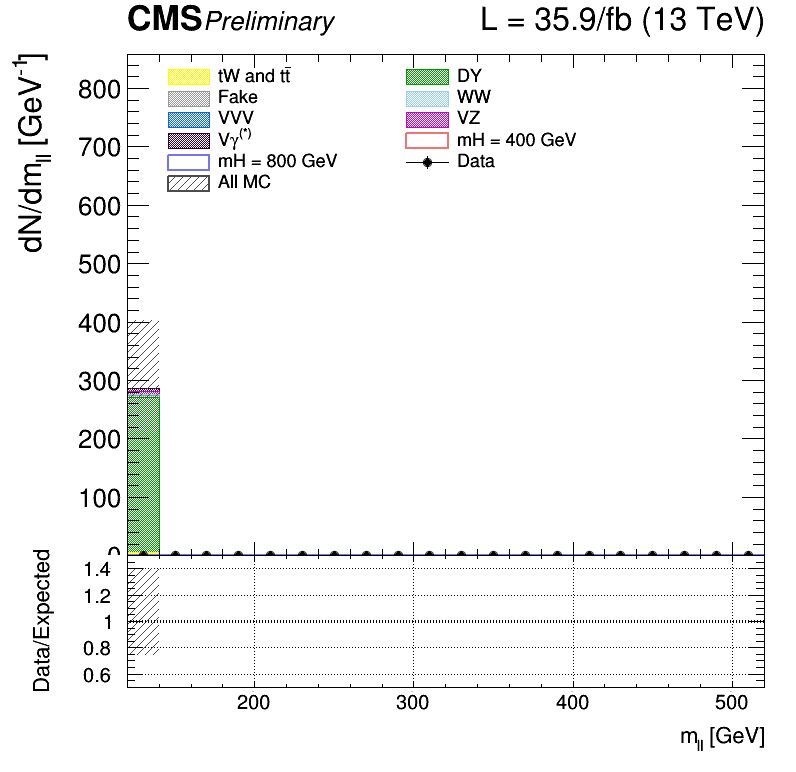 CMS Preliminary L = 35.9/fb (13 TeV)
dN/dm_ll [GeV⁻¹]
tW and tt̄ DY
Fake WW
VVV VZ
Vγ(*) mH = 400 GeV
mH = 800 GeV Data
All MC
800
700
600
500
400
300
200
100
0
Data/Expected
1.4
1.2
1
0.8
0.6
200 300 400 500
m_ll [GeV]